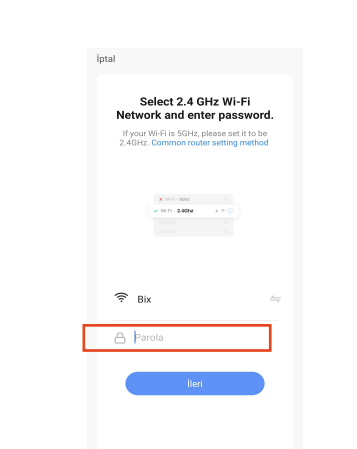 İptal
Select 2.4 GHz Wi-Fi
Network and enter password.
If your Wi-Fi is 5GHz, please set it to be
2.4GHz. Common router setting method
Wi-Fi - 5Ghz
Wi-Fi - 2.4Ghz
Bix
Parola
İleri